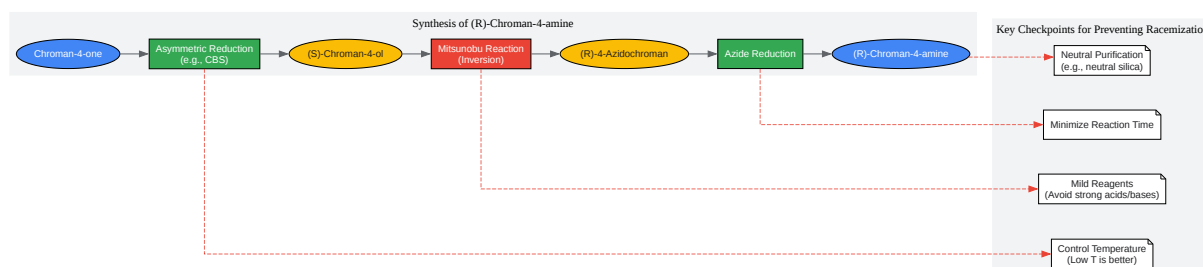 Synthesis of (R)-Chroman-4-amine
Chroman-4-one
Asymmetric Reduction
(e.g., CBS)
(S)-Chroman-4-ol
Mitsunobu Reaction
(Inversion)
(R)-4-Azidochroman
Azide Reduction
(R)-Chroman-4-amine
Key Checkpoints for Preventing Racemizatio
Neutral Purification
(e.g., neutral silica)
Minimize Reaction Time
Mild Reagents
(Avoid strong acids/bases)
Control Temperature
(Low T is better)